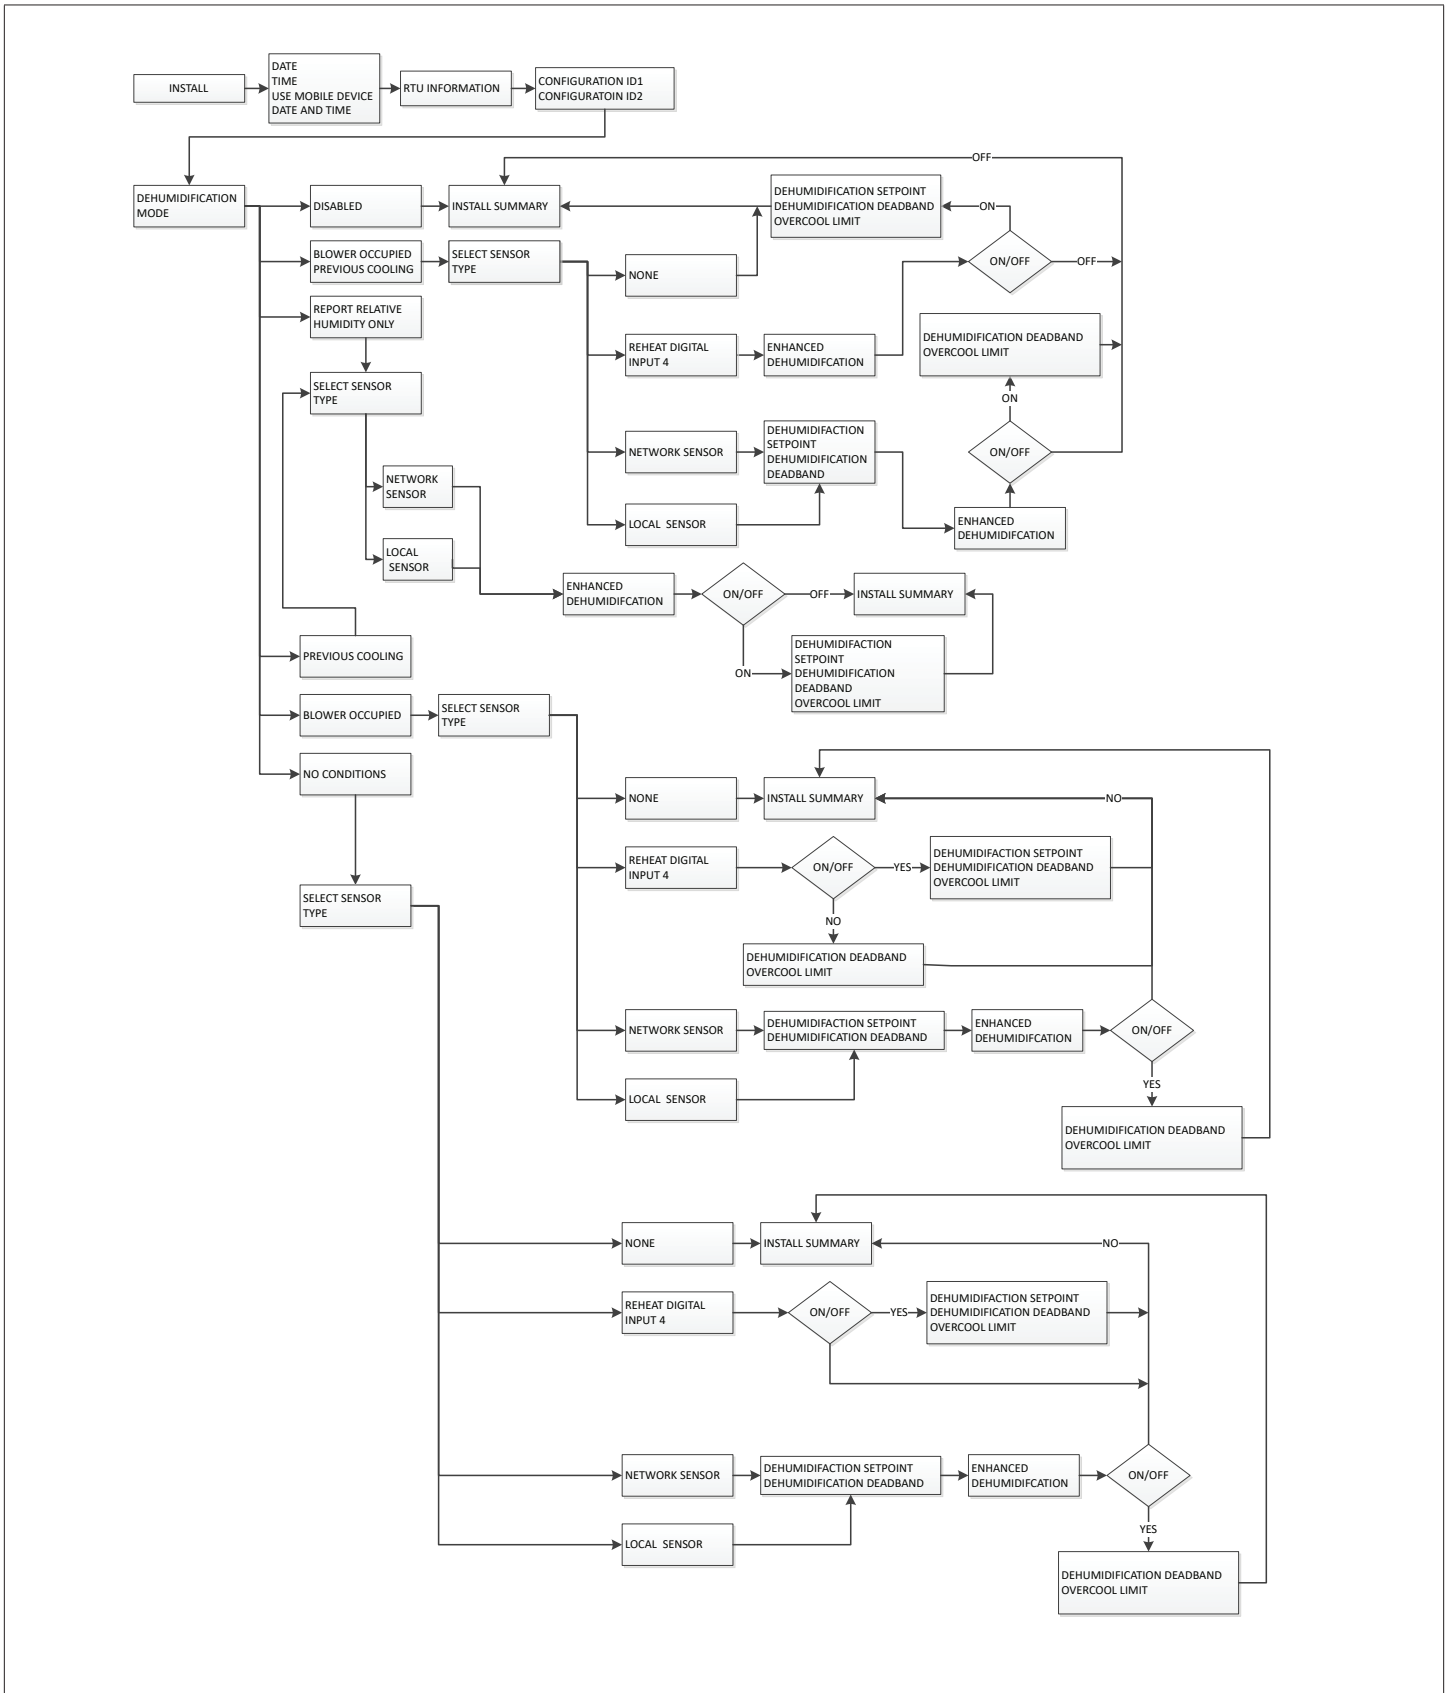 INSTALL
DATE
TIME
USE MOBILE DEVICE
DATE AND TIME
RTU INFORMATION
CONFIGURATION ID1
CONFIGURATOIN ID2
OFF
DEHUMIDIFICATION
MODE
DISABLED
INSTALL SUMMARY
DEHUMIDIFICATION SETPOINT
DEHUMIDIFICATION DEADBAND
OVERCOOL LIMIT
ON
BLOWER OCCUPIED
PREVIOUS COOLING
SELECT SENSOR
TYPE
NONE
ON/OFF
OFF
REPORT RELATIVE
HUMIDITY ONLY
REHEAT DIGITAL
INPUT 4
ENHANCED
DEHUMIDIFCATION
DEHUMIDIFICATION DEADBAND
OVERCOOL LIMIT
SELECT SENSOR
TYPE
ON
NETWORK SENSOR
DEHUMIDIFACTION
SETPOINT
DEHUMIDIFICATION
DEADBAND
ON/OFF
NETWORK
SENSOR
LOCAL  SENSOR
ENHANCED
DEHUMIDIFCATION
LOCAL
SENSOR
ENHANCED
DEHUMIDIFCATION
ON/OFF
OFF
INSTALL SUMMARY
PREVIOUS COOLING
ON
DEHUMIDIFACTION
SETPOINT
DEHUMIDIFICATION
DEADBAND
OVERCOOL LIMIT
BLOWER OCCUPIED
SELECT SENSOR
TYPE
NO CONDITIONS
NONE
INSTALL SUMMARY
NO
REHEAT DIGITAL
INPUT 4
ON/OFF
YES
DEHUMIDIFACTION SETPOINT
DEHUMIDIFICATION DEADBAND
OVERCOOL LIMIT
SELECT SENSOR
TYPE
NO
DEHUMIDIFICATION DEADBAND
OVERCOOL LIMIT
NETWORK SENSOR
DEHUMIDIFACTION SETPOINT
DEHUMIDIFICATION DEADBAND
ENHANCED
DEHUMIDIFCATION
ON/OFF
YES
LOCAL  SENSOR
DEHUMIDIFICATION DEADBAND
OVERCOOL LIMIT
NONE
INSTALL SUMMARY
NO
REHEAT DIGITAL
INPUT 4
ON/OFF
YES
DEHUMIDIFACTION SETPOINT
DEHUMIDIFICATION DEADBAND
OVERCOOL LIMIT
NETWORK SENSOR
DEHUMIDIFACTION SETPOINT
DEHUMIDIFICATION DEADBAND
ENHANCED
DEHUMIDIFCATION
ON/OFF
YES
LOCAL  SENSOR
DEHUMIDIFICATION DEADBAND
OVERCOOL LIMIT